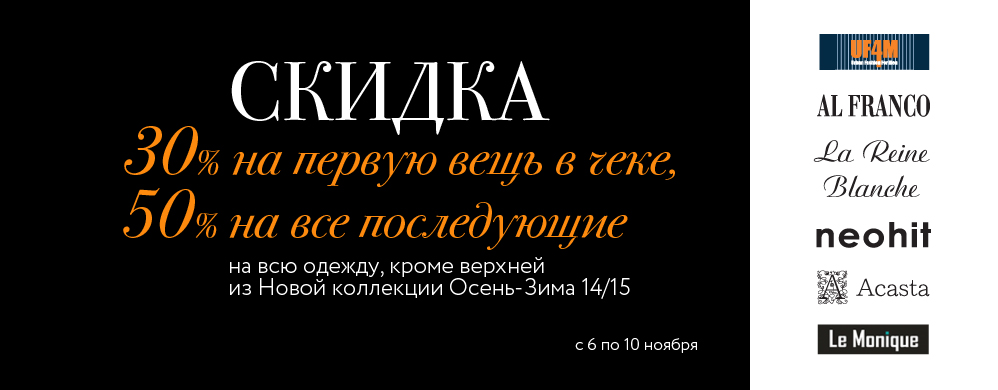 СКИДКА
30% на первую вещь в чеке,
50% на все последующие
на всю одежду, кроме верхней
из Новой коллекции Осень-Зима 14/15
с 6 по 10 ноября
UF4M
AL FRANCO
La Reine
Blanche
neohit
A Acasta
Le Monique